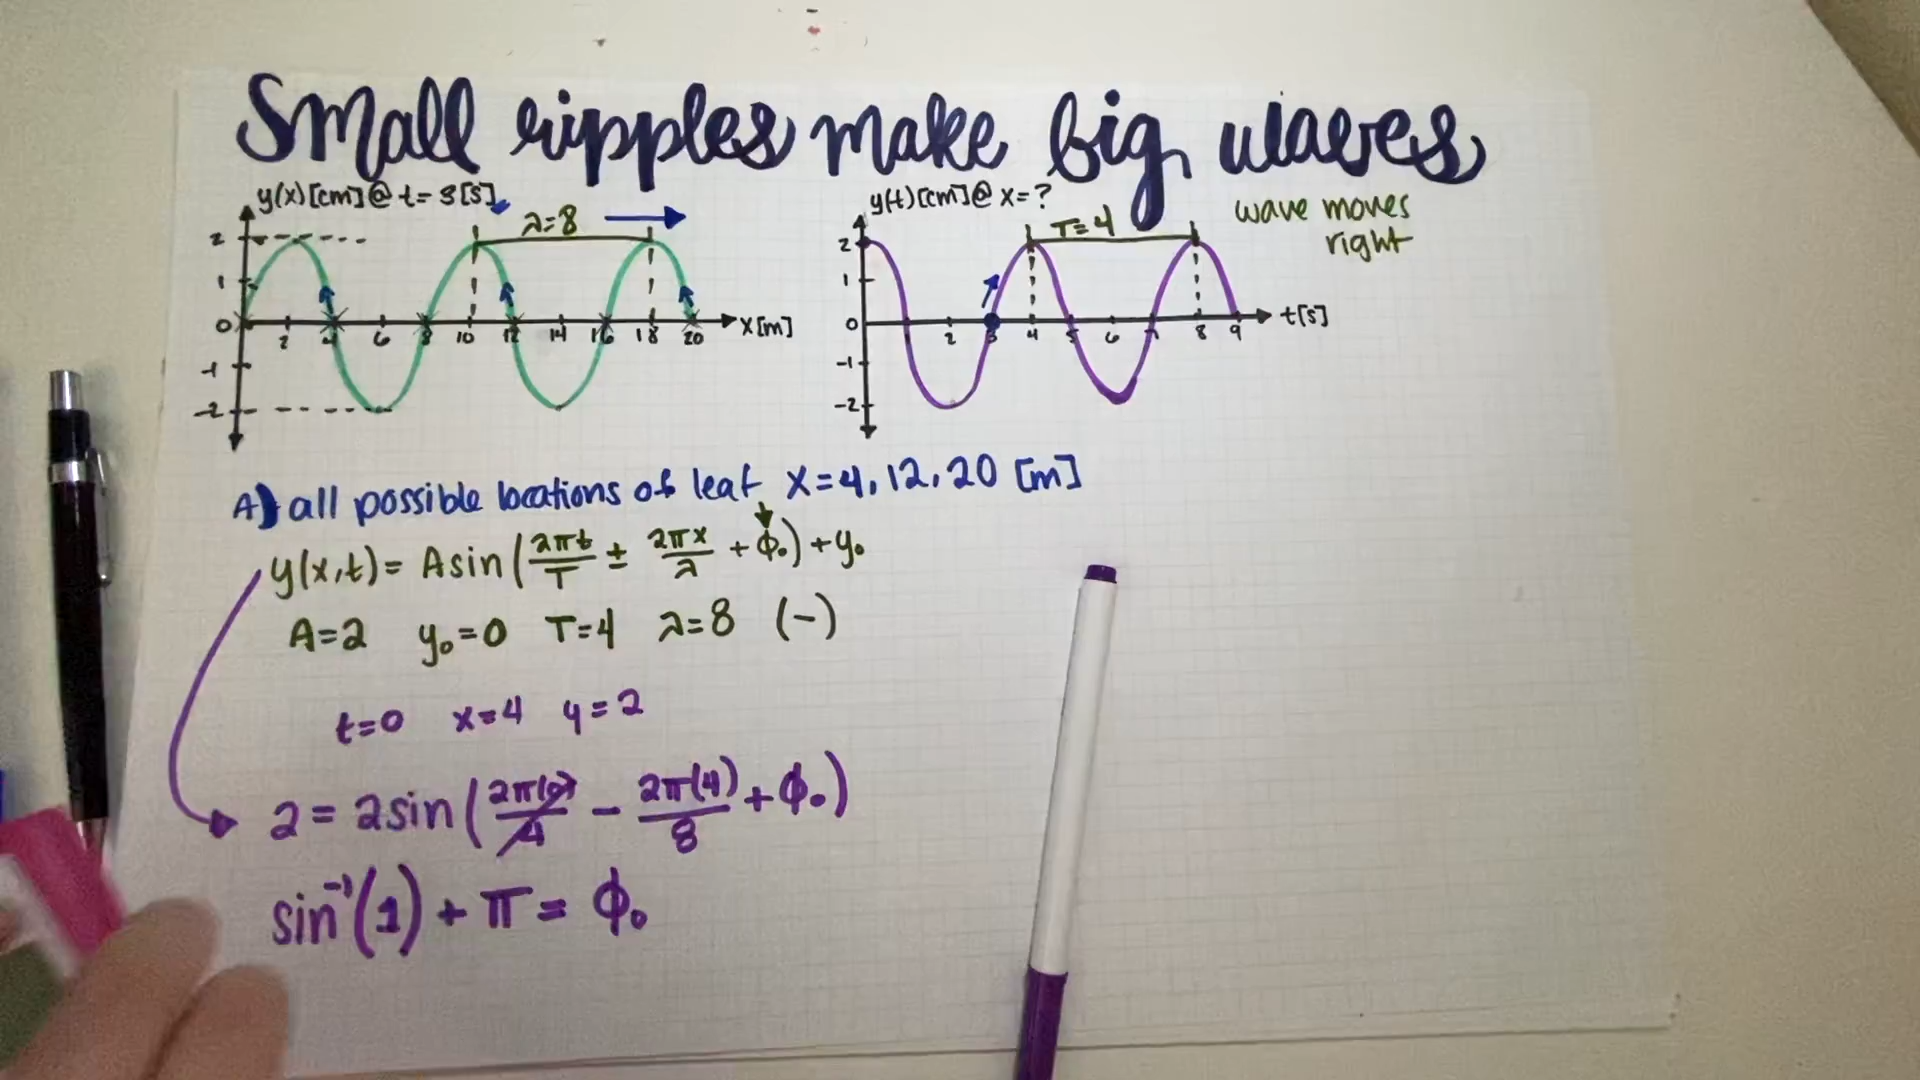 Small ripples make big waves
y(x)[cm]@ t= 3[s]
λ=8
2
1
0
-1
-2
2 4 6 8 10 12 14 16 18 20
x[m]
y(t)[cm]@ x=?
T=4
2
1
0
-1
-2
2 3 4 5 6 7 8 9
t[s]
wave moves
right
A) all possible locations of leaf x=4,12,20 [m]
y(x,t)= Asin(2πt/T ± 2πx/λ + ϕ₀)+y₀
A=2 y₀=0 T=4 λ=8 (-)
t=0 x=4 y=2
2= 2sin(2π(0)/4 - 2π(4)/8 + ϕ₀)
sin⁻¹(1) + π = ϕ₀